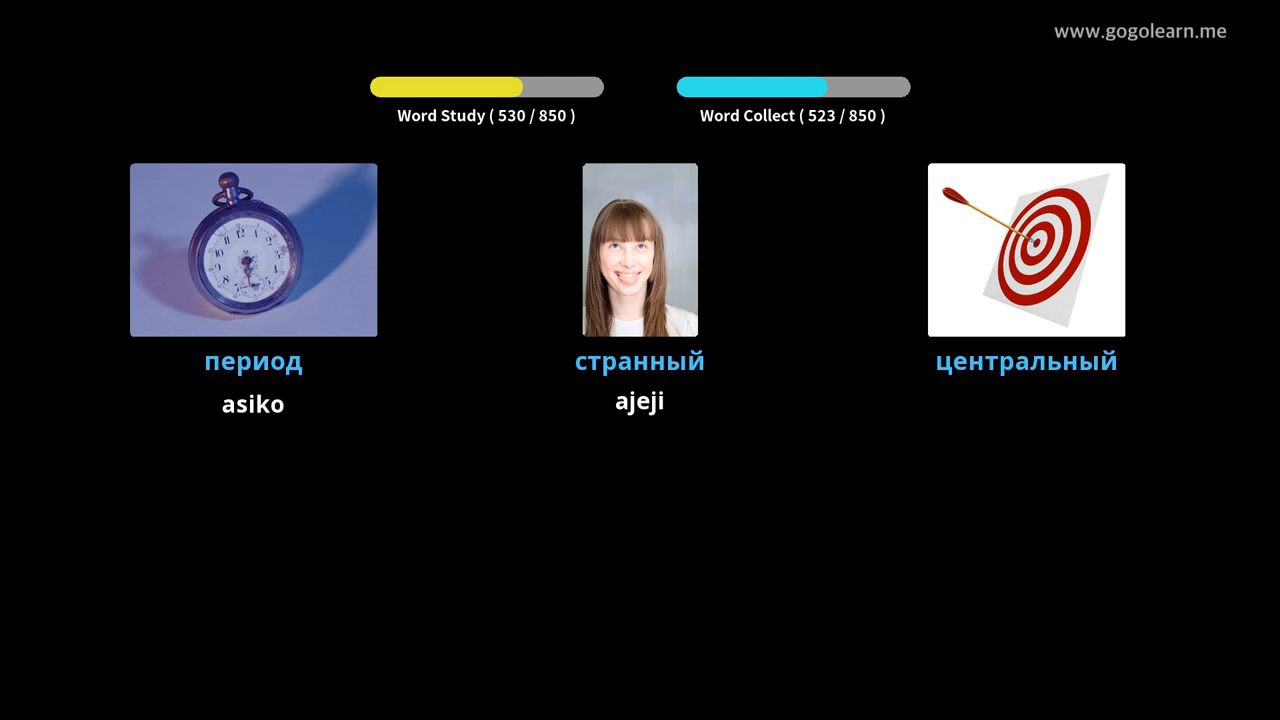 www.gogolearn.me
Word Study ( 530 / 850 )
Word Collect ( 523 / 850 )
период
странный
центральный
asiko
ajeji